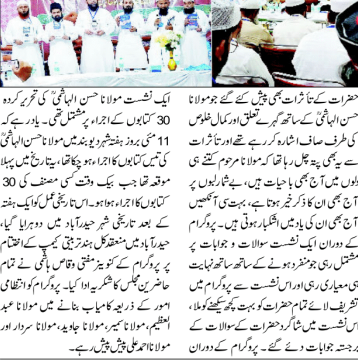 حضرات کے تأثرات بھی پیش کئے گئے جو مولانا
حسن الہاشمیؒ کے ساتھ گہرے تعلق اور کمال خلوص
کی طرف صاف اشارہ کر رہے تھے اور تأثرات
سے یہ بھی پتہ چل رہا تھا کہ مولانا مرحوم کتنے ہی
دلوں میں آج بھی باحیات ہیں، بے شمار لبوں پر
آج بھی ان کا ذکر خیر ہوتا ہے، بہت سی آنکھیں
آج بھی ان کی یاد میں اشکبار ہوتی ہیں۔ پروگرام
کے دوران ایک نشست سوالات و جوابات پر
مشتمل رہی جو منفرد ہونے کے ساتھ ساتھ نہایت
ہی معیاری رہی اور اس نشست سے پروگرام میں
تشریف لائے تمام حضرات کو بہت کچھ سیکھنے کو ملا،
اس نشست میں شاگرد حضرات کے سوالات کے
برجستہ جوابات دئے گئے۔ پروگرام کے دوران
ایک نشست مولانا حسن الہاشمیؒ کی تحریر کردہ
30 کتابوں کے اجراء پر مشتمل تھی۔ یاد رہے کہ
11 مئی بروز ہفتہ شہر دیوبند میں مولانا حسن الہاشمیؒ
کی تیس کتابوں کا اجراء ہو چکا تھا، یہ تاریخ میں پہلا
موقعہ تھا جب بیک وقت کسی مصنف کی 30
کتابوں کا اجراء ہوا ہو۔ اس تاریخی عمل کو ایک ہفتہ
کے بعد تاریخی شہر حیدرآباد میں دوہرایا گیا،
حیدرآباد میں منعقد کل ہند تربیتی کیمپ کے اختتام
پر پروگرام کے کنوینر مفتی وقاص ہاشمی نے تمام
حاضرین مجلس کا شکریہ ادا کیا۔ پروگرام کو انتظامی
امور کے ذریعہ کامیاب بنانے میں مولانا عبد
العظیم، مولانا کبیر، مولانا جاوید، مولانا سردار اور
مولانا احمد علی پیش پیش رہے۔